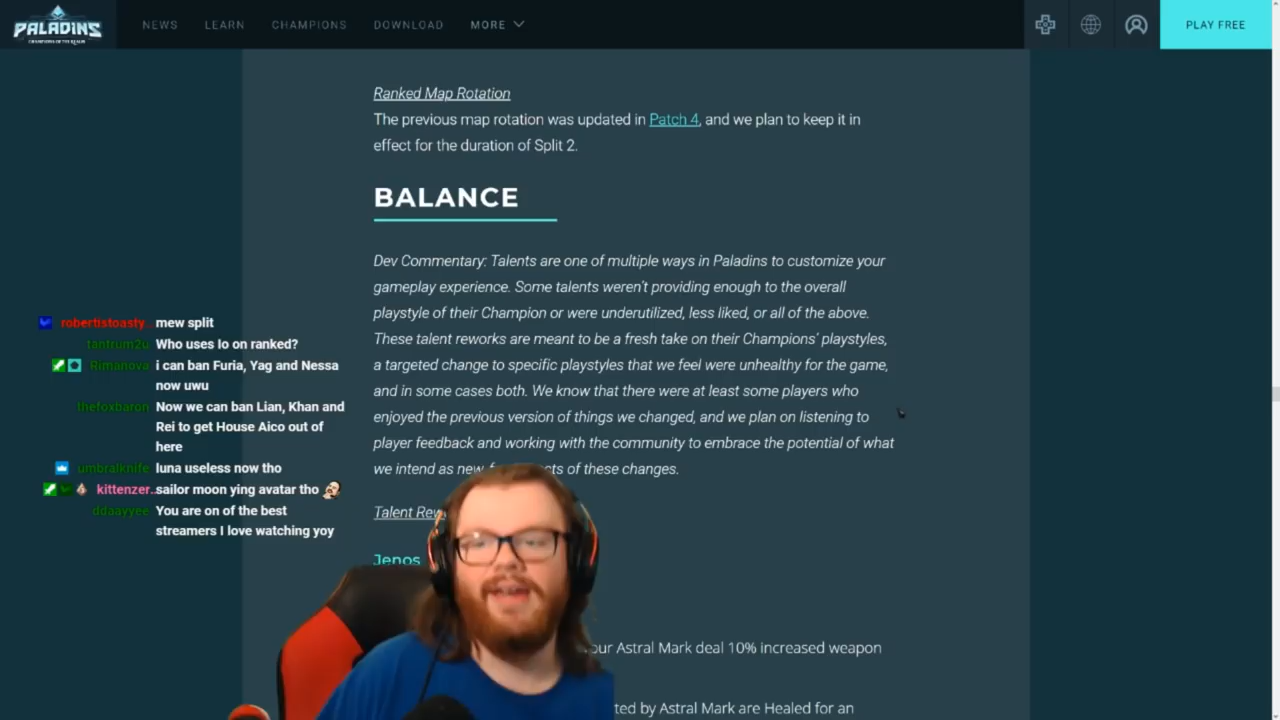 PALADINS
CHAMPIONS OF THE REALM
NEWS
LEARN
CHAMPIONS
DOWNLOAD
MORE
PLAY FREE
Ranked Map Rotation
The previous map rotation was updated in Patch 4, and we plan to keep it in
effect for the duration of Split 2.
BALANCE
Dev Commentary: Talents are one of multiple ways in Paladins to customize your
gameplay experience. Some talents weren't providing enough to the overall
playstyle of their Champion or were underutilized, less liked, or all of the above.
These talent reworks are meant to be a fresh take on their Champions' playstyles,
a targeted change to specific playstyles that we feel were unhealthy for the game,
and in some cases both. We know that there were at least some players who
enjoyed the previous version of things we changed, and we plan on listening to
player feedback and working with the community to embrace the potential of what
we intend as new of these changes.
Talent
Jenos
Astral Mark deal 10% increased weapon
by Astral Mark are Healed for an
robertistoasty.. mew split
tantrum2u Who uses Io on ranked?
Rimanova i can ban Furia, Yag and Nessa
now uwu
thefoxbaron Now we can ban Lian, Khan and
Rei to get House Aico out of
here
umbralknife luna useless now tho
kittenzer.. sailor moon ying avatar tho
ddaayyee You are on of the best
streamers I love watching yoy